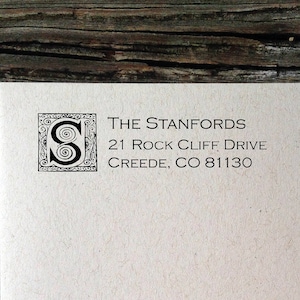 S
The Stanfords
21 Rock Cliff Drive
Creede, CO 81130